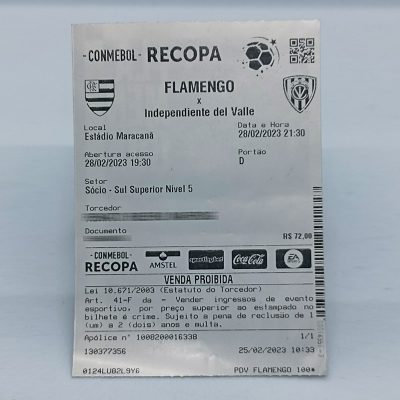 -CONMEBOL- RECOPA
FLAMENGO
x
Independiente del Valle
Local
Estádio Maracanã
Data e Hora
28/02/2023 21:30
Abertura acesso
28/02/2023 19:30
Portão
D
Setor
Sócio - Sul Superior Nível 5
Torcedor
Documento
R$ 72,00
-CONMEBOL-
RECOPA
AMSTEL
sportingbet
Coca-Cola
EA
VENDA PROIBIDA
Lei 10.671/2003 (Estatuto do Torcedor)
Art. 41-F da - Vender ingressos de evento
esportivo, por preço superior ao estampado no
bilhete é crime. Sujeito a pena de reclusão de 1
(um) a 2 (dois) anos e multa.
Apólice n° 1008200016338
1/1
130377356
25/02/2023 10:33
0124LUB2L9Y6
PDV FLAMENGO 100*